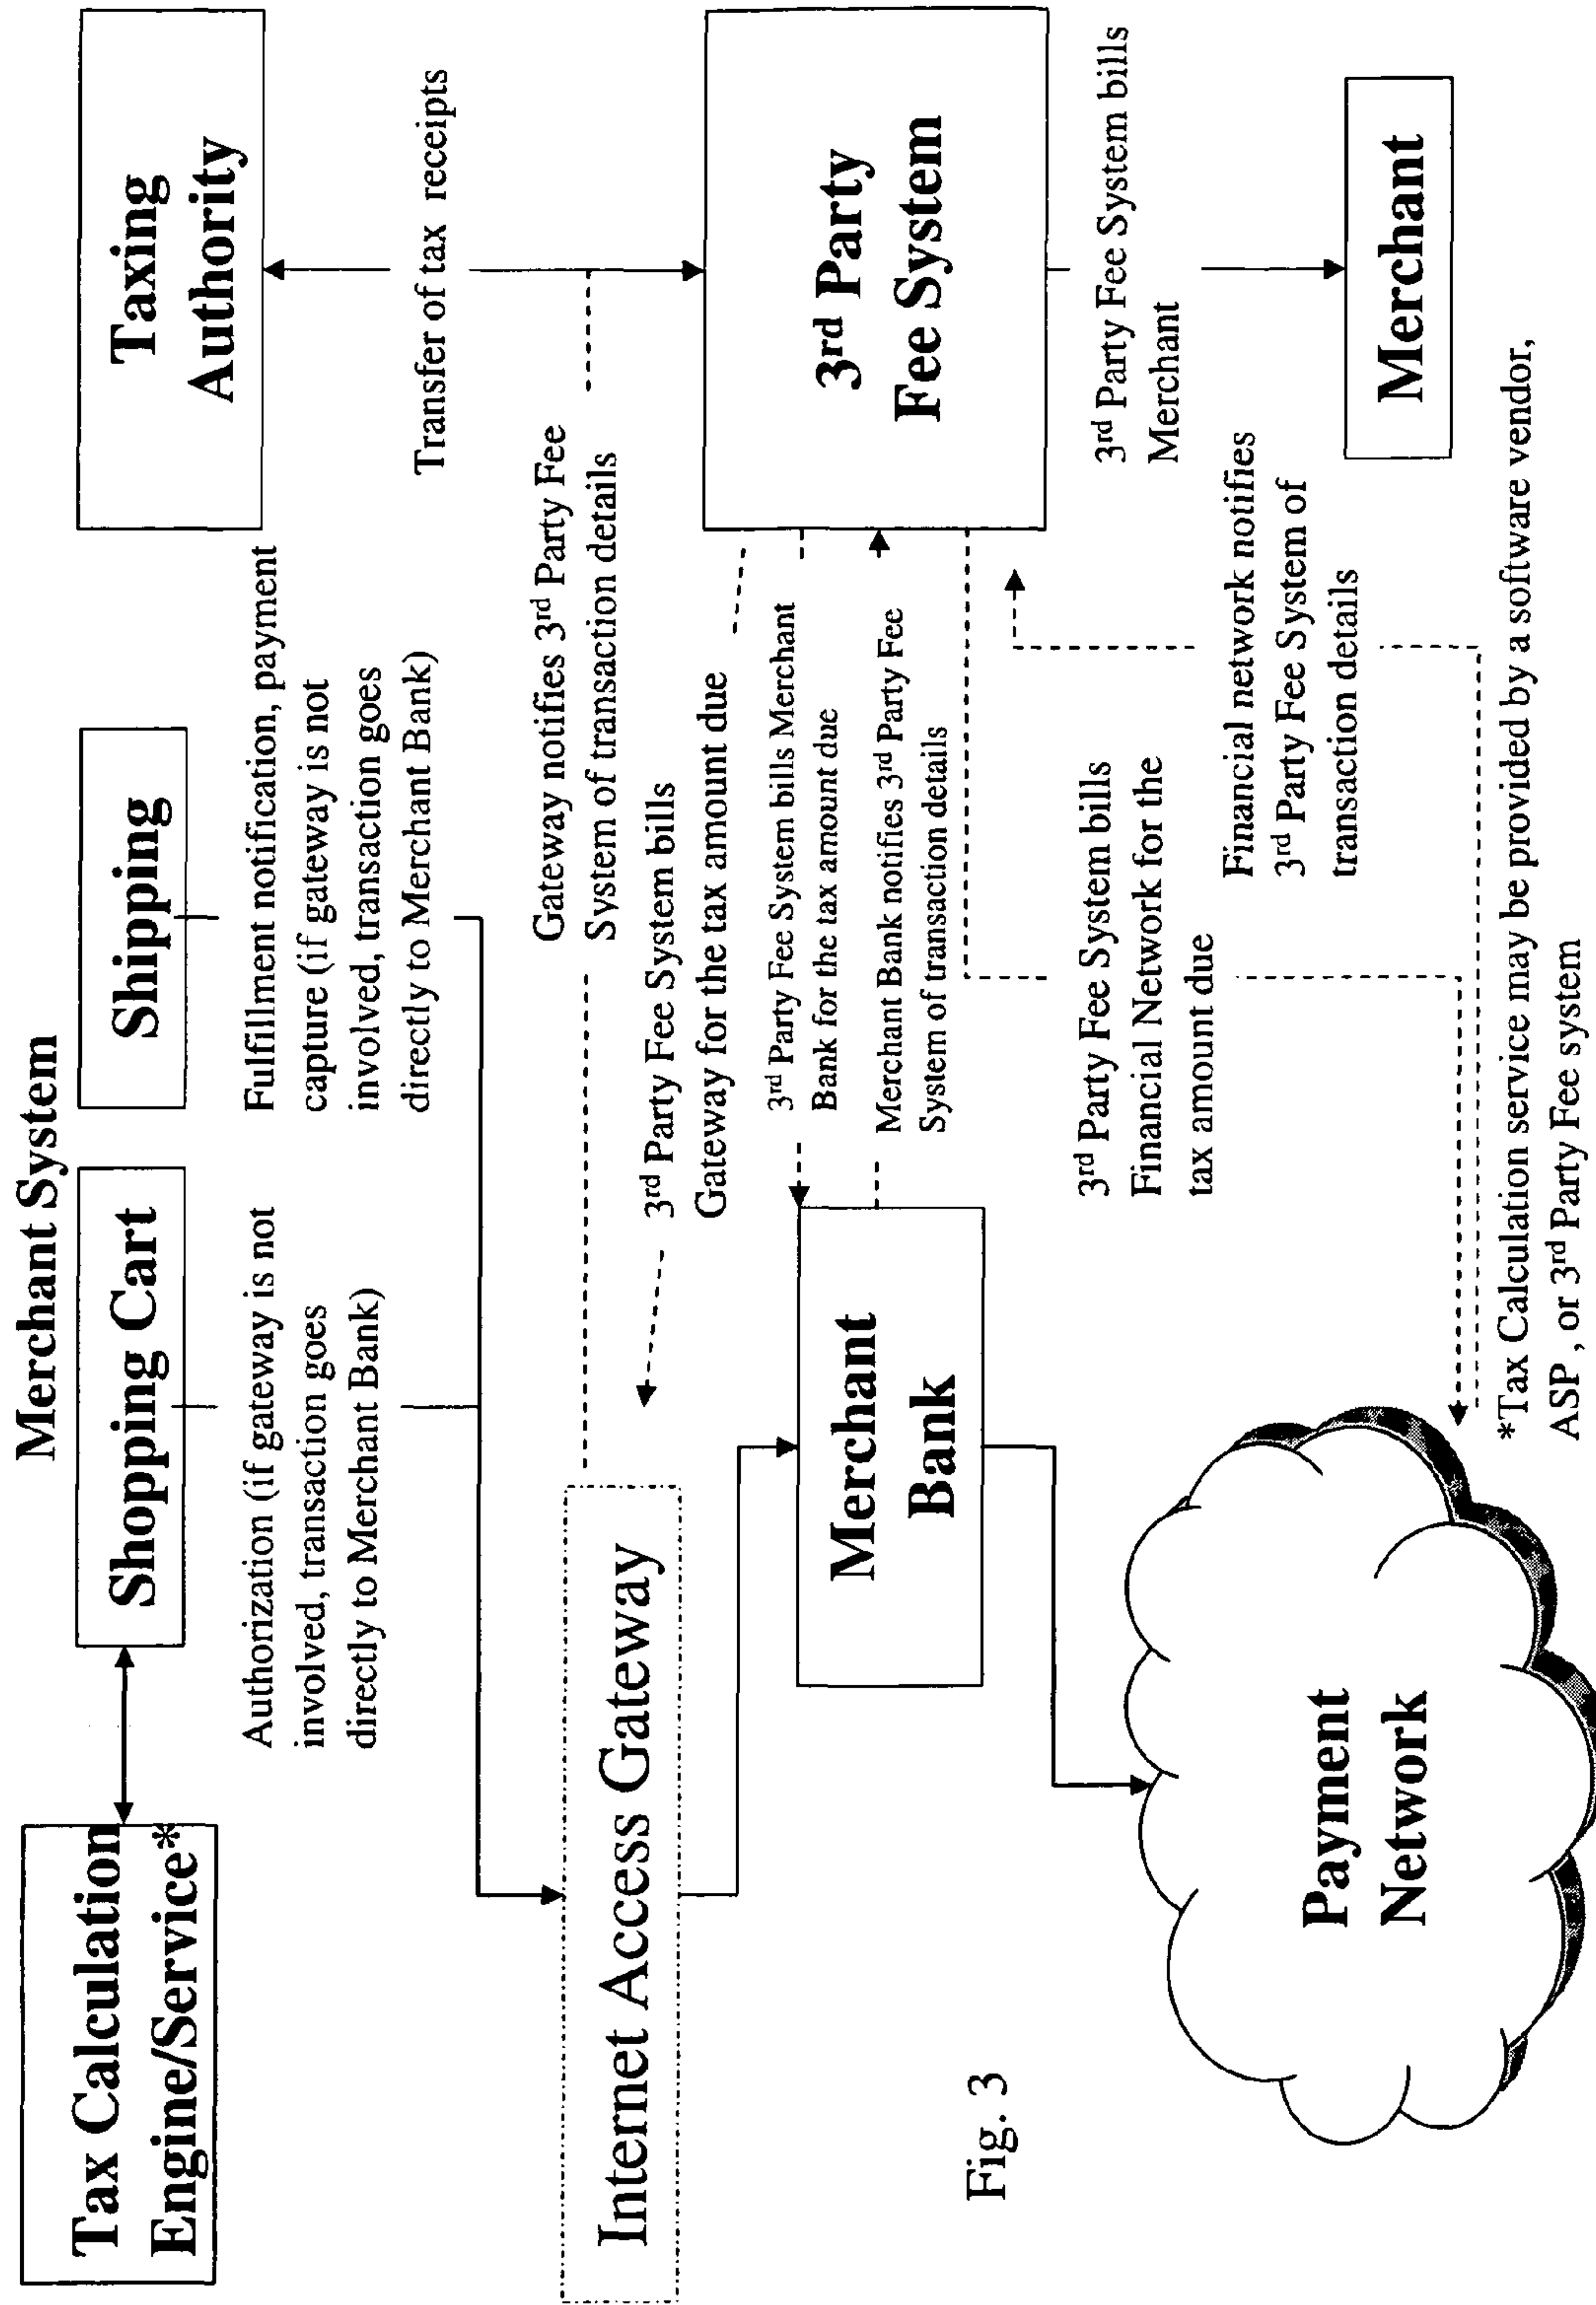 Merchant System
Tax Calculation
Engine/Service*
Shopping Cart
Shipping
Taxing
Authority
Authorization (if gateway is not
involved, transaction goes
directly to Merchant Bank)
Fulfillment notification, payment
capture (if gateway is not
involved, transaction goes
directly to Merchant Bank)
Transfer of tax receipts
Gateway notifies 3rd Party Fee
System of transaction details
Internet Access Gateway
3rd Party Fee System bills
Gateway for the tax amount due
3rd Party Fee System bills Merchant
Bank for the tax amount due
Merchant Bank notifies 3rd Party Fee
System of transaction details
3rd Party
Fee System
Merchant
Bank
Fig. 3
3rd Party Fee System bills
Financial Network for the
tax amount due
3rd Party Fee System bills
Merchant
Financial network notifies
3rd Party Fee System of
transaction details
Payment
Network
Merchant
*Tax Calculation service may be provided by a software vendor,
ASP , or 3rd Party Fee system